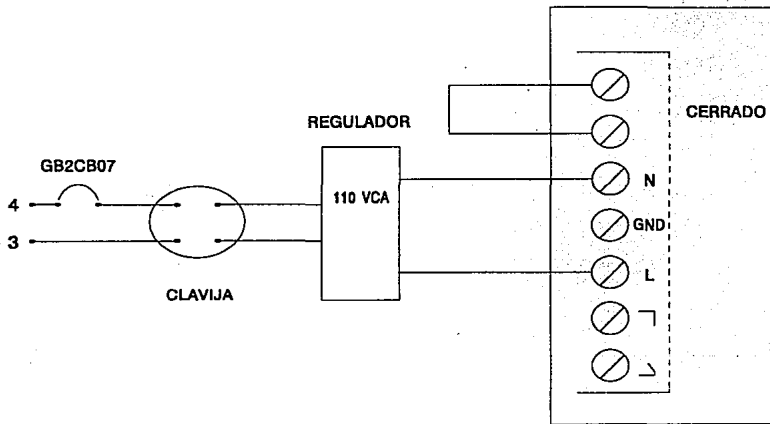 CERRADO
REGULADOR
GB2CB07
110 VCA
N
4
GND
3
L
CLAVIJA